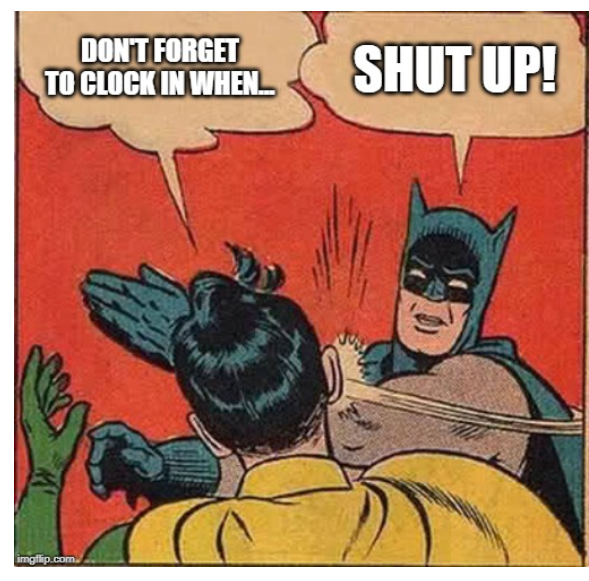 DON'T FORGET
TO CLOCK IN WHEN...
SHUT UP!
imgflip.com